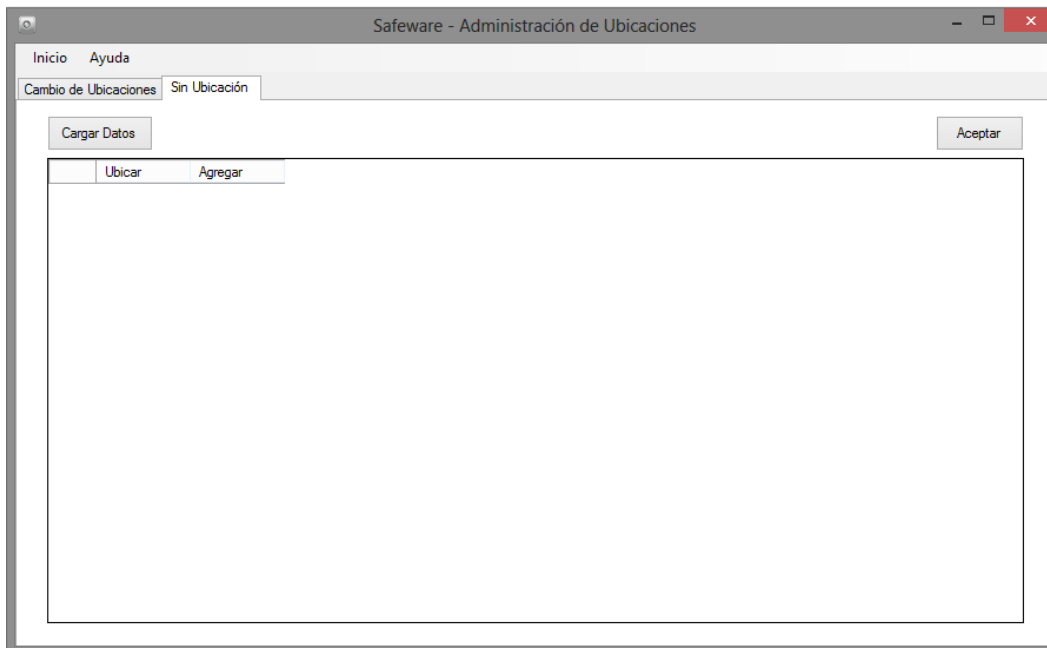 Safeware - Administración de Ubicaciones
Inicio Ayuda
Cambio de Ubicaciones Sin Ubicación
Cargar Datos Aceptar
Ubicar Agregar